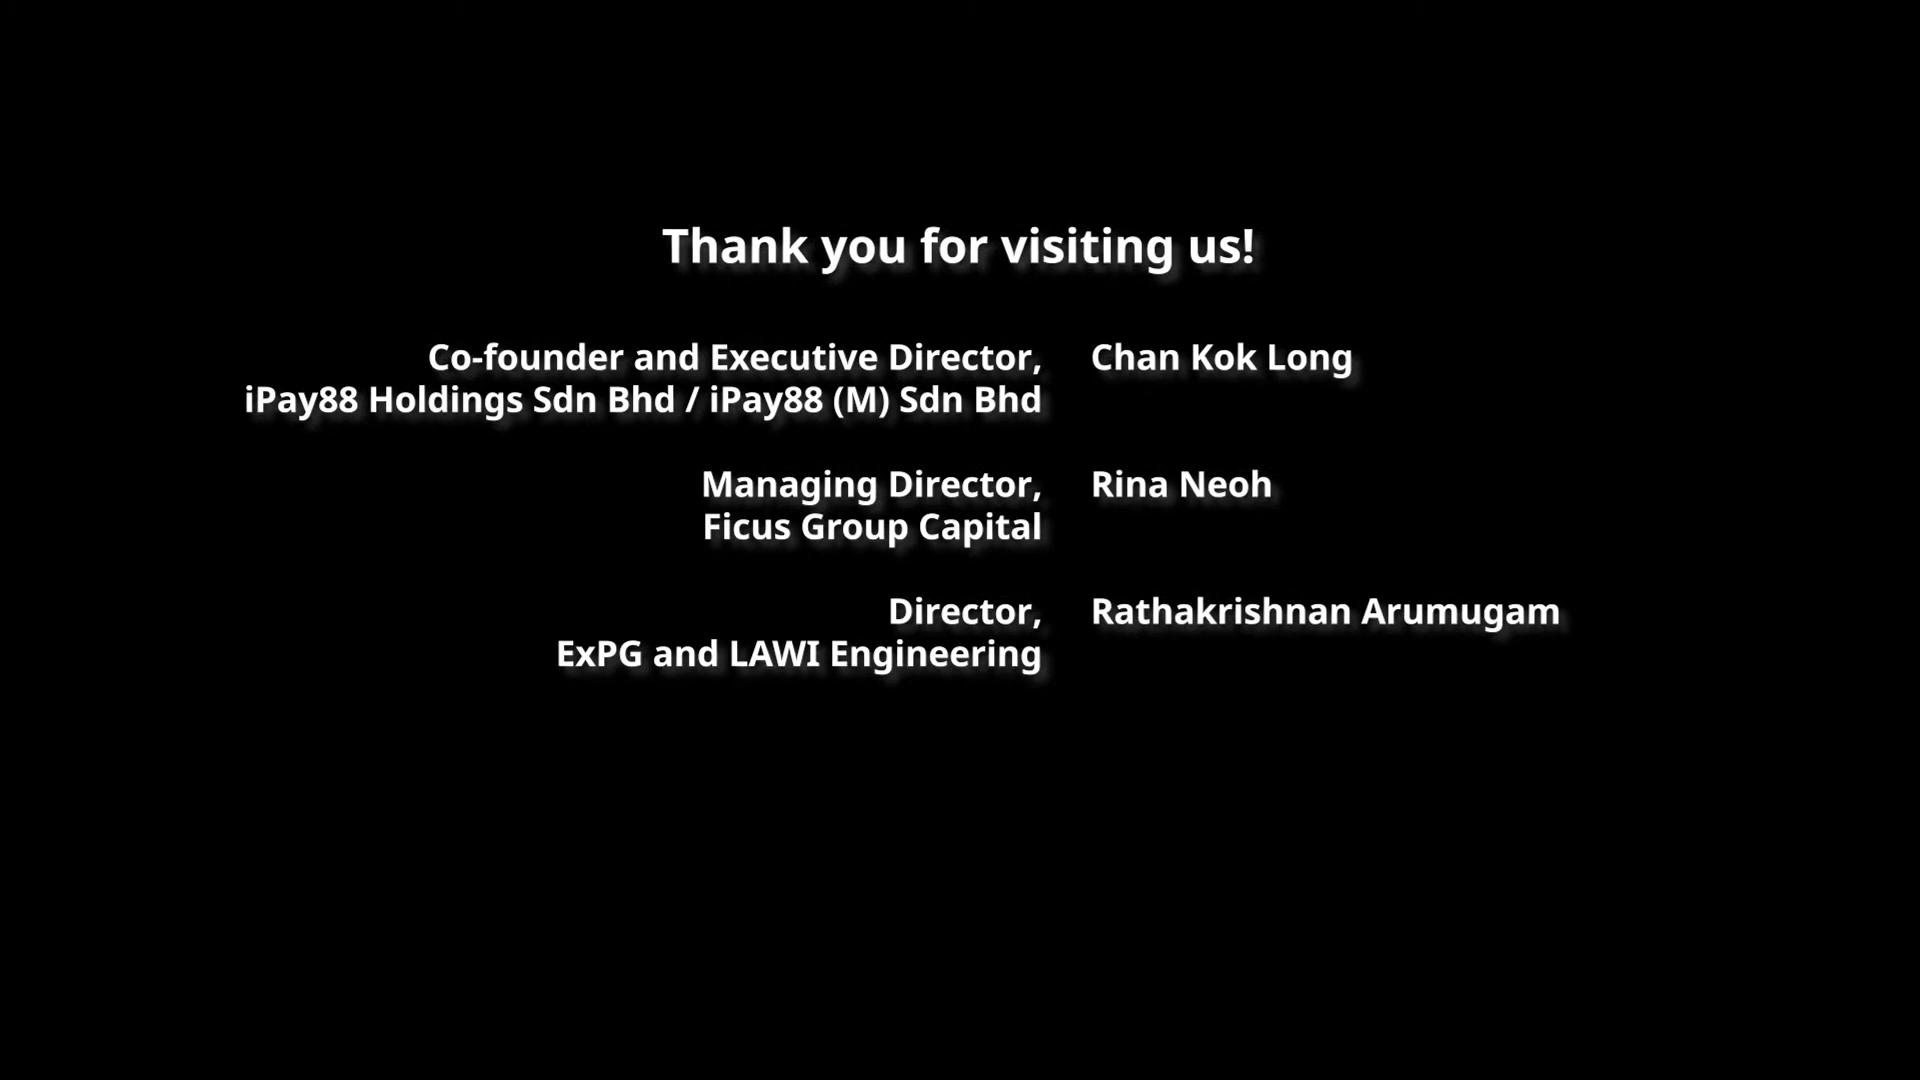 Thank you for visiting us!
Co-founder and Executive Director, Chan Kok Long
iPay88 Holdings Sdn Bhd / iPay88 (M) Sdn Bhd
Managing Director, Rina Neoh
Ficus Group Capital
Director, Rathakrishnan Arumugam
ExPG and LAWI Engineering